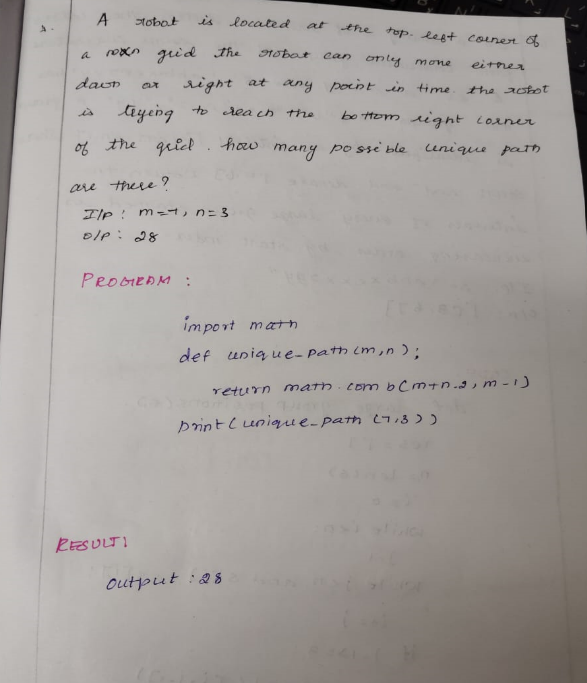 1. A robot is located at the top-left corner of
a mxn grid the robot can only move either
down or right at any point in time the robot
is trying to reach the bottom right corner
of the grid. how many possible unique path
are there?
I/P: m=7, n=3
O/P: 28
PROGRAM:
import math
def unique_path(m,n);
return math.comb(m+n-2, m-1)
print(unique_path(7,3))
RESULT:
output: 28